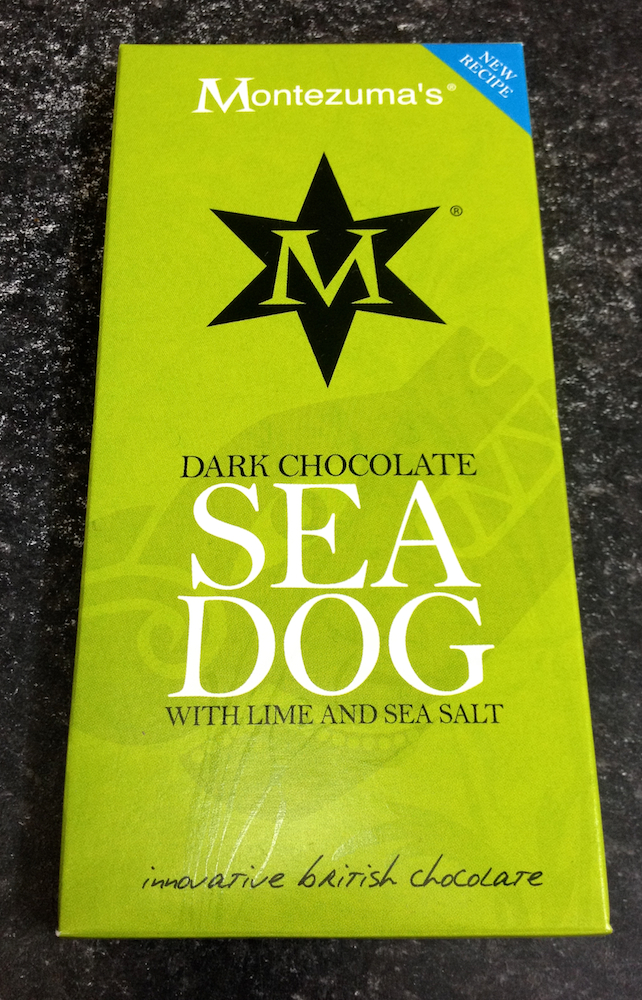 NEW
RECIPE
Montezuma's®
®
M
DARK CHOCOLATE
SEA
DOG
WITH LIME AND SEA SALT
innovative british chocolate